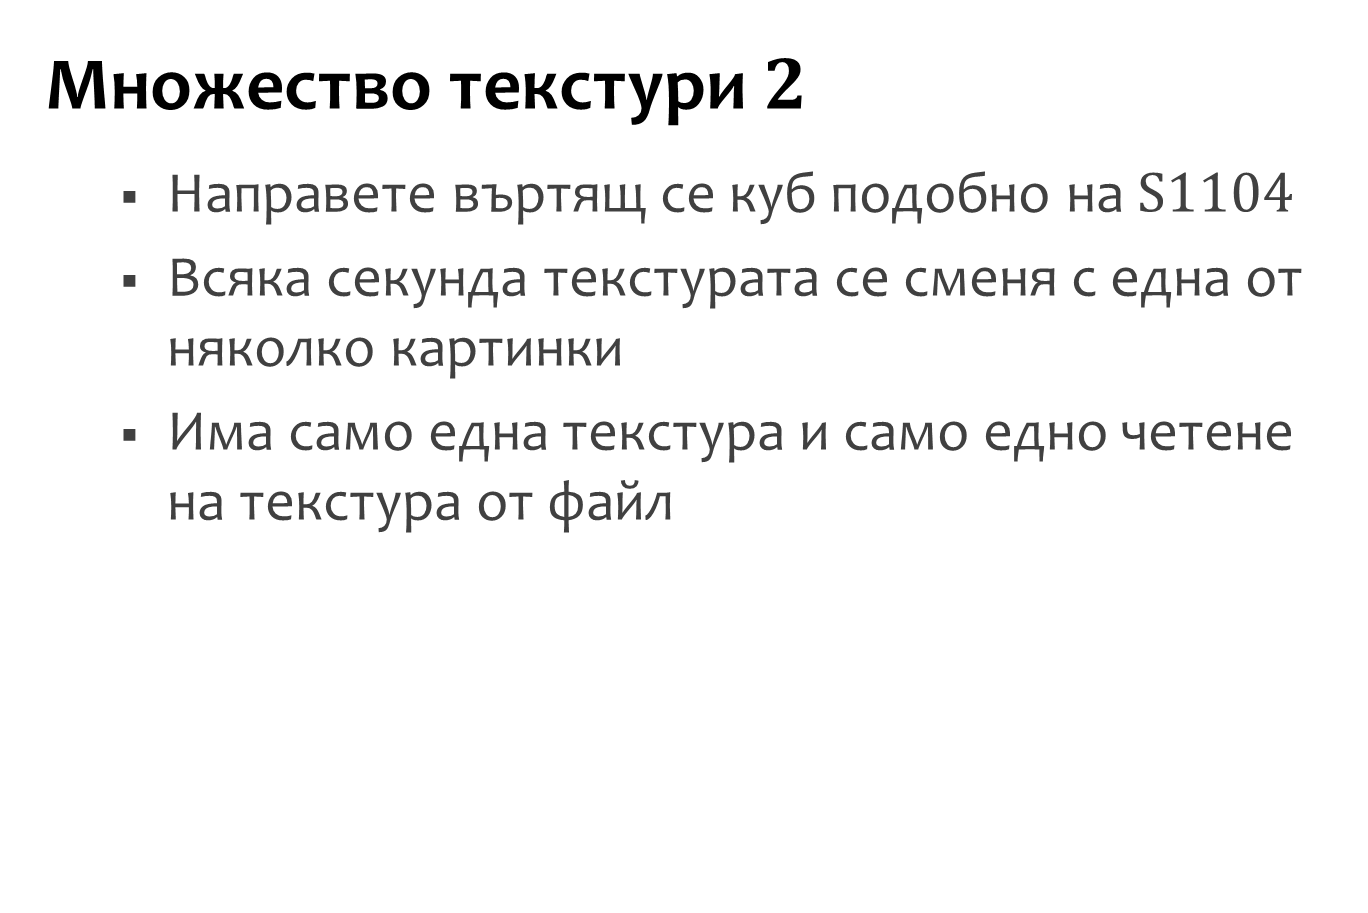 Множество текстури 2
▪ Направете въртящ се куб подобно на S1104
▪ Всяка секунда текстурата се сменя с една от
няколко картинки
▪ Има само една текстура и само едно четене
на текстура от файл